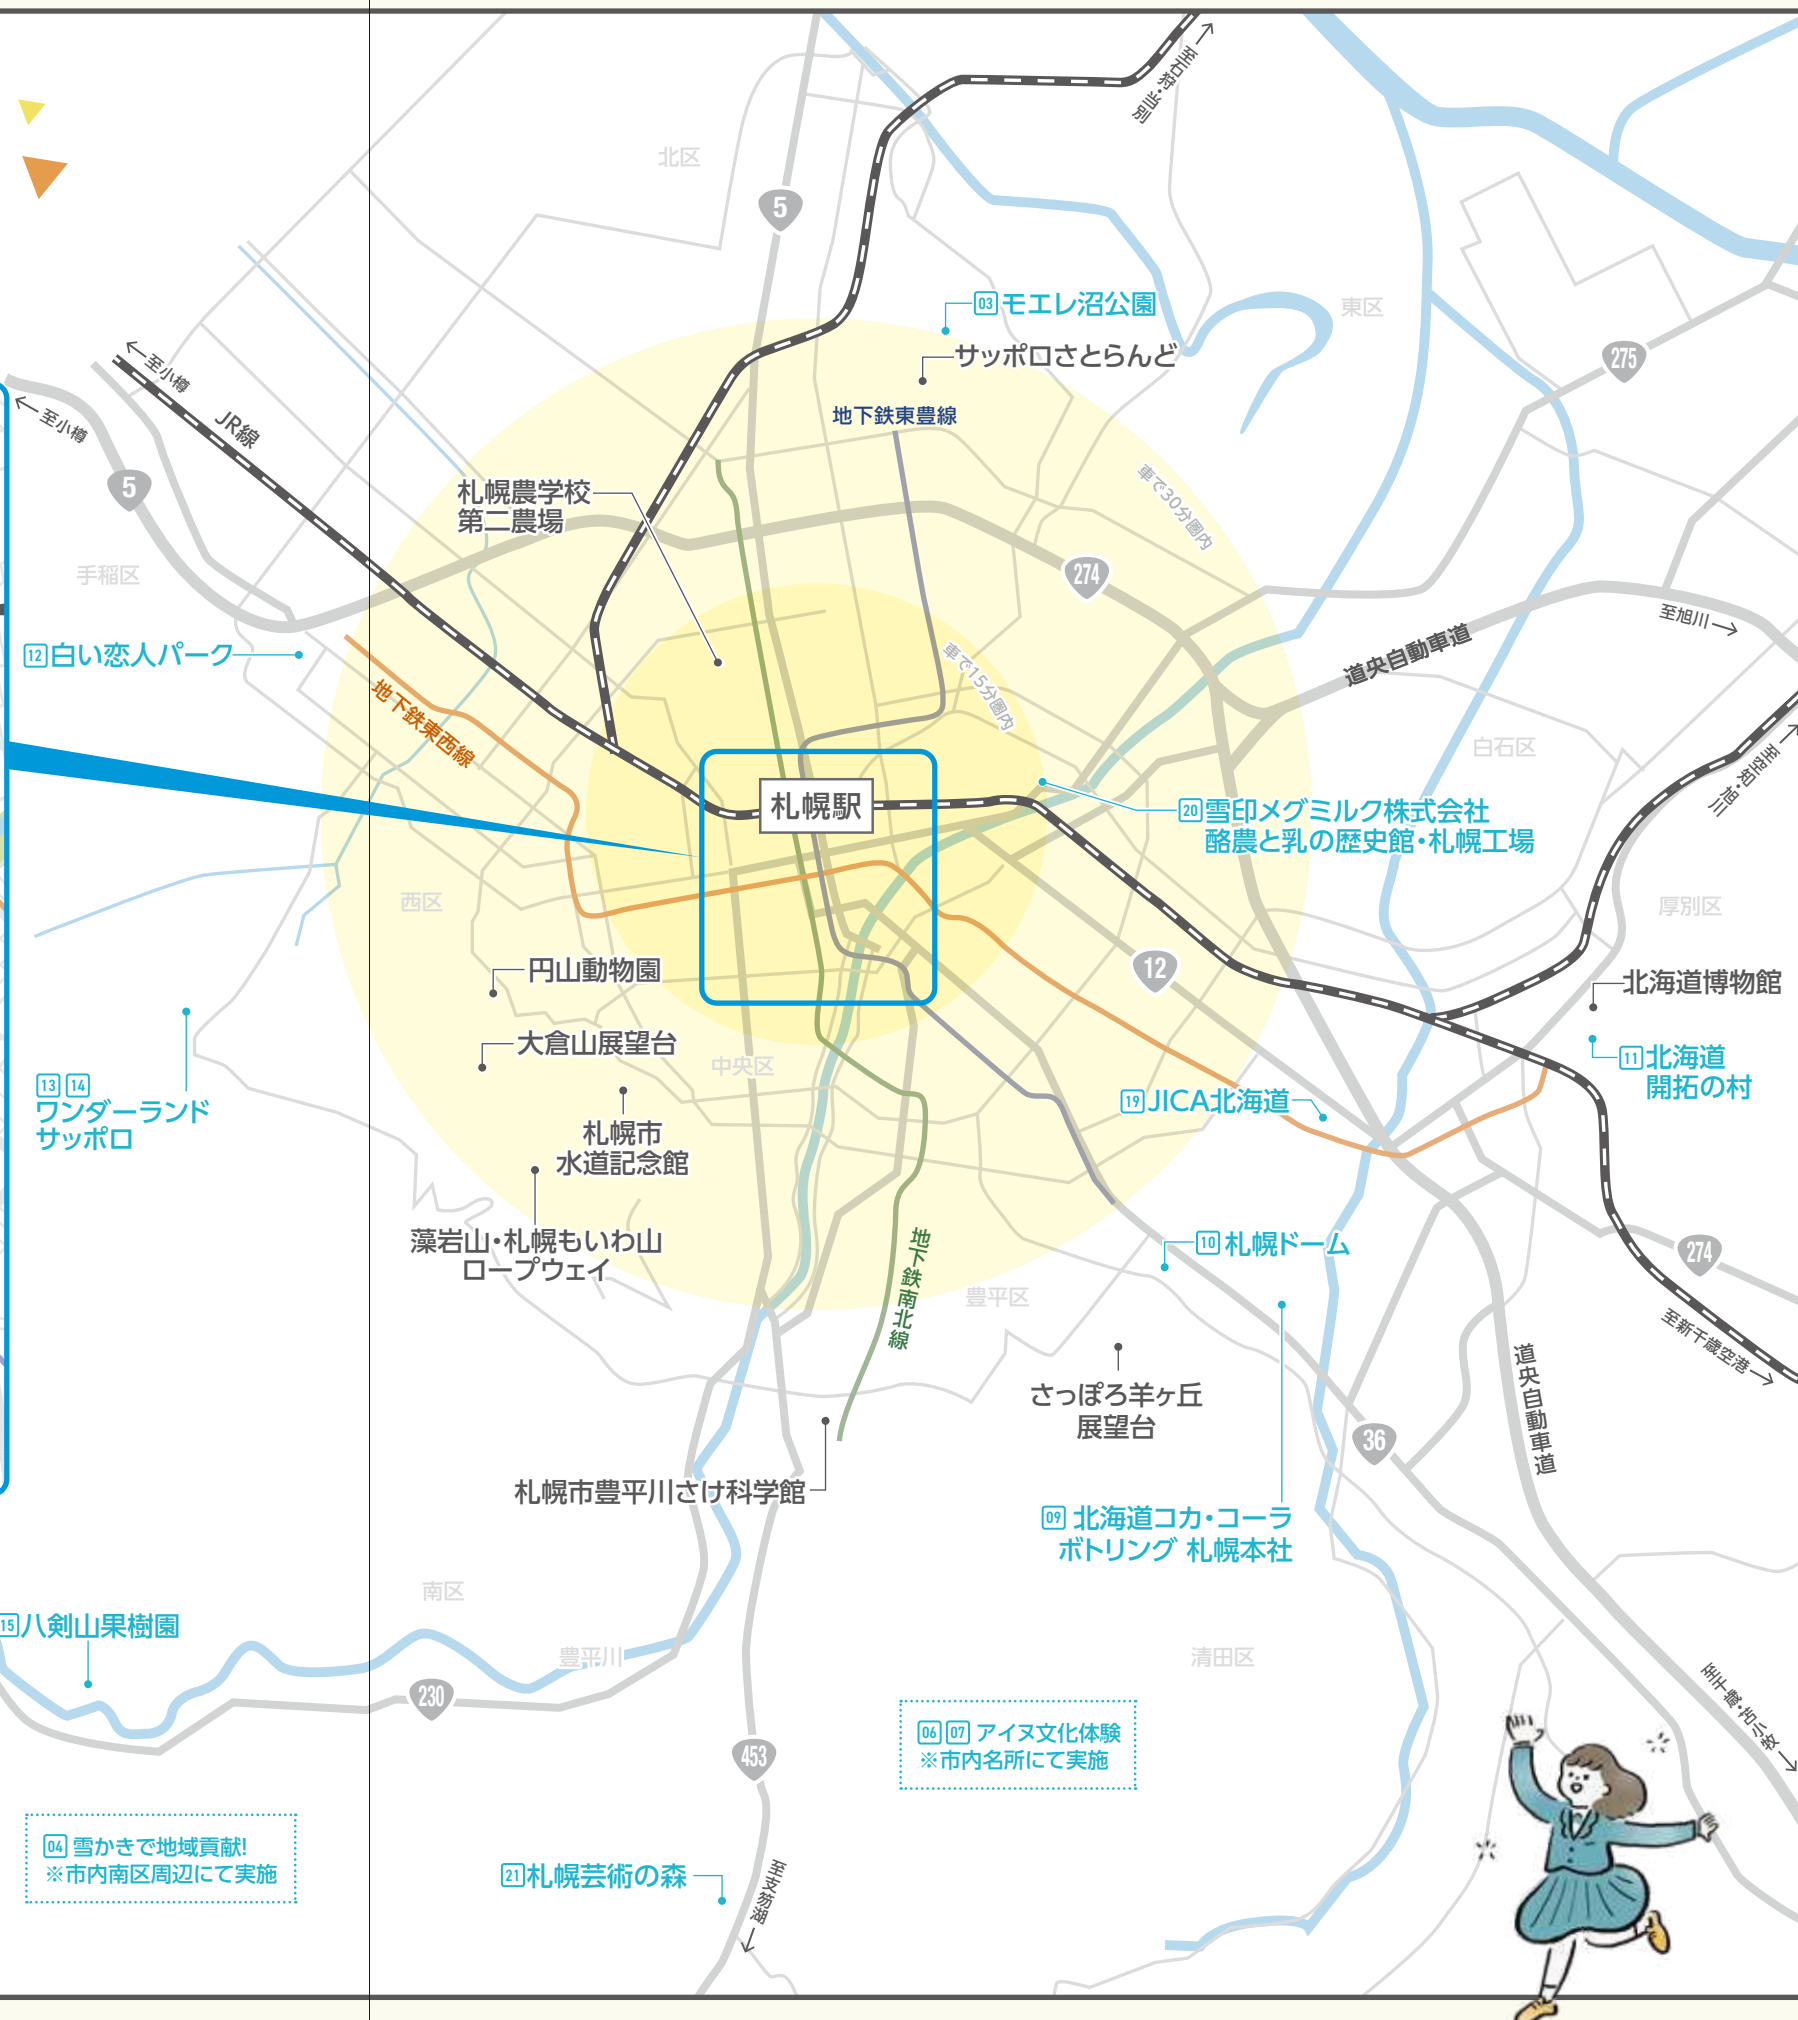 至石狩・当別
北区
5
03 モエレ沼公園
東区
サッポロさとらんど
275
←至小樽
←至小樽
JR線
地下鉄東豊線
5
札幌農学校
第二農場
車で30分圏内
手稲区
274
至旭川→
12 白い恋人パーク
道央自動車道
車で15分圏内
地下鉄東西線
白石区
至空知・旭川
札幌駅
20 雪印メグミルク株式会社
酪農と乳の歴史館・札幌工場
西区
厚別区
円山動物園
12
北海道博物館
大倉山展望台
中央区
11 北海道
開拓の村
13 14
ワンダーランド
サッポロ
19 JICA北海道
札幌市
水道記念館
藻岩山・札幌もいわ山
ロープウェイ
地下鉄南北線
10 札幌ドーム
274
豊平区
至新千歳空港→
さっぽろ羊ヶ丘
展望台
道央自動車道
36
札幌市豊平川さけ科学館
09 北海道コカ・コーラ
ボトリング 札幌本社
南区
15 八剣山果樹園
豊平川
清田区
230
至千歳・苫小牧→
06 07 アイヌ文化体験
※市内名所にて実施
453
04 雪かきで地域貢献!
※市内南区周辺にて実施
21 札幌芸術の森
至支笏湖→